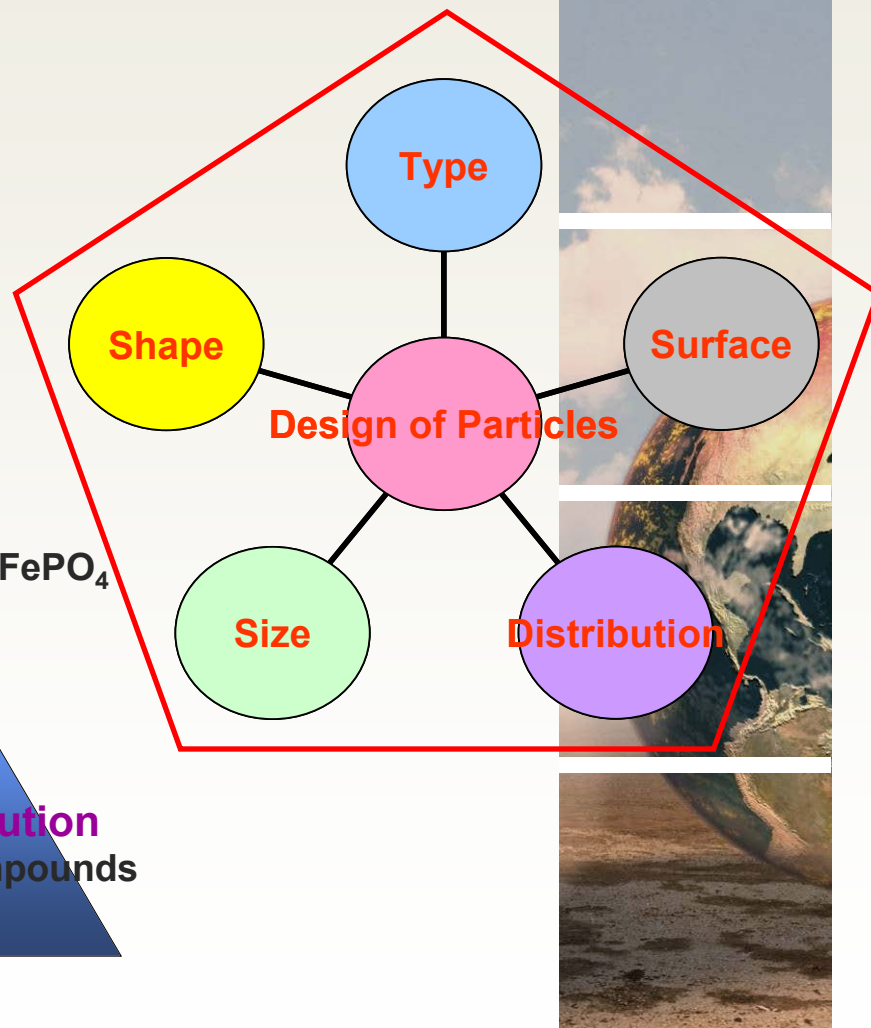 Type
Shape
Surface
Design of Particles
FePO₄
Size
Distribution
ution
pounds